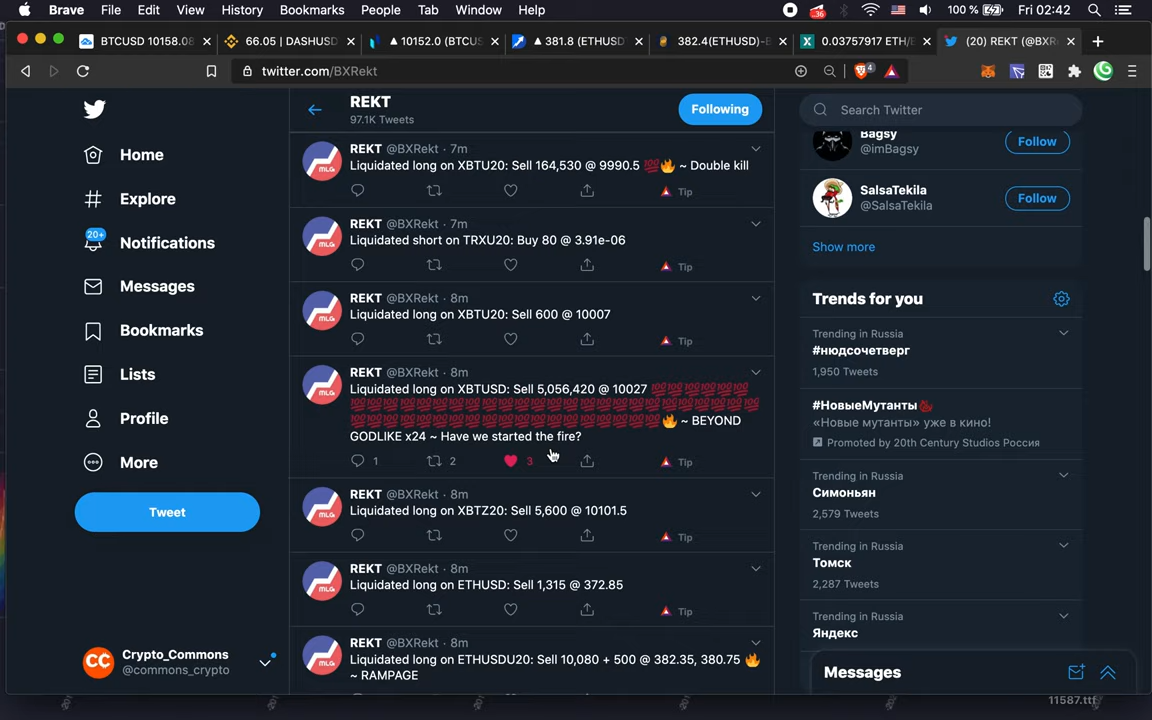 Brave File Edit View History Bookmarks People Tab Window Help
36
100 %
Fri 02:42
BTCUSD 10158.08
66.05 | DASHUSD
▲ 10152.0 (BTCUS
▲ 381.8 (ETHUSD
382.4(ETHUSD)-B
0.03757917 ETH/B
(20) REKT (@BXR
twitter.com/BXRekt
4
REKT
97.1K Tweets
Following
Home
Explore
20+
Notifications
Messages
Bookmarks
Lists
Profile
More
Tweet
Crypto_Commons
@commons_crypto
CC
REKT @BXRekt · 7m
Liquidated long on XBTU20: Sell 164,530 @ 9990.5 💯🔥 ~ Double kill
MLG
Tip
REKT @BXRekt · 7m
Liquidated short on TRXU20: Buy 80 @ 3.91e-06
MLG
Tip
REKT @BXRekt · 8m
Liquidated long on XBTU20: Sell 600 @ 10007
MLG
Tip
REKT @BXRekt · 8m
Liquidated long on XBTUSD: Sell 5,056,420 @ 10027
🔥 ~ BEYOND
GODLIKE x24 ~ Have we started the fire?
MLG
1 2 3 Tip
REKT @BXRekt · 8m
Liquidated long on XBTZ20: Sell 5,600 @ 10101.5
MLG
Tip
REKT @BXRekt · 8m
Liquidated long on ETHUSD: Sell 1,315 @ 372.85
MLG
Tip
REKT @BXRekt · 8m
Liquidated long on ETHUSDU20: Sell 10,080 + 500 @ 382.35, 380.75 🔥
~ RAMPAGE
MLG
Search Twitter
Bagsy
@imBagsy
Follow
SalsaTekila
@SalsaTekila
Follow
Show more
Trends for you
Trending in Russia
#нюдсочетверг
1,950 Tweets
#НовыеМутанты
«Новые мутанты» уже в кино!
Promoted by 20th Century Studios Россия
Trending in Russia
Симоньян
2,579 Tweets
Trending in Russia
Томск
2,287 Tweets
Trending in Russia
Яндекс
Messages
11587.ttf